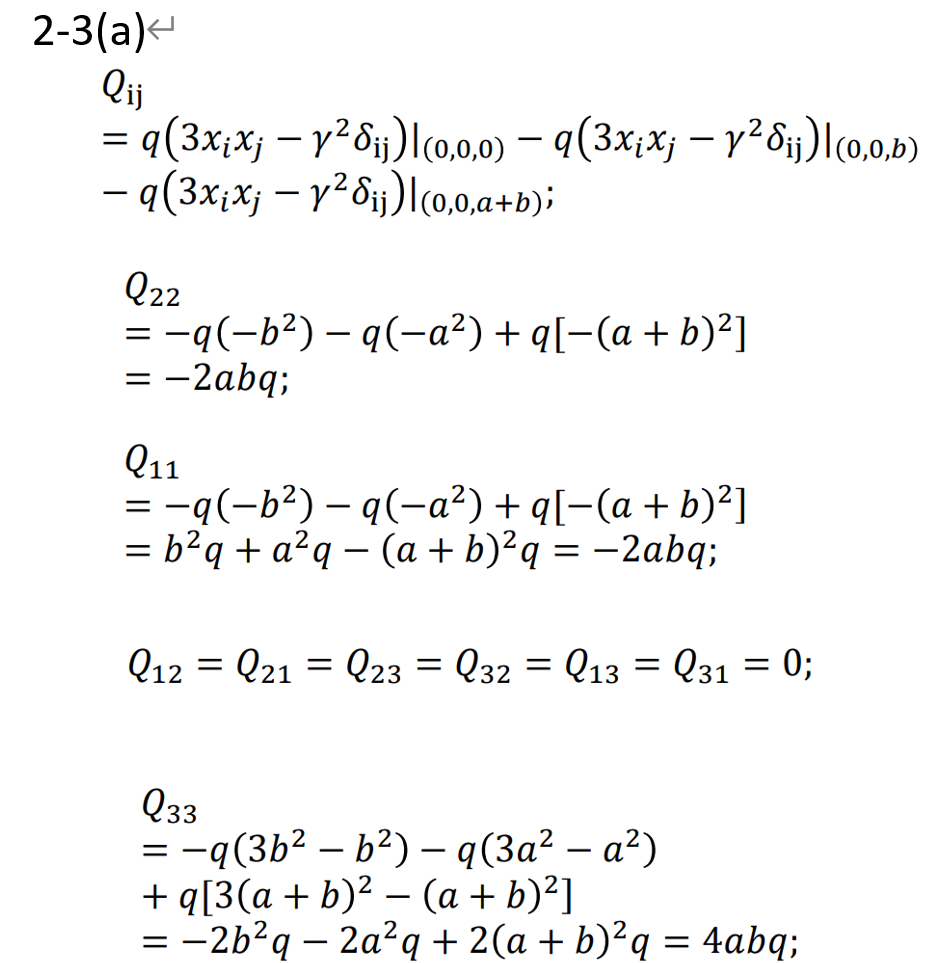 2-3(a)↵
Qᵢⱼ
= q(3xᵢxⱼ − γ²δᵢⱼ)|₍₀,₀,₀₎ − q(3xᵢxⱼ − γ²δᵢⱼ)|₍₀,₀,b₎
− q(3xᵢxⱼ − γ²δᵢⱼ)|₍₀,₀,ₐ₊b₎;
Q₂₂
= −q(−b²) − q(−a²) + q[−(a + b)²]
= −2abq;
Q₁₁
= −q(−b²) − q(−a²) + q[−(a + b)²]
= b²q + a²q − (a + b)²q = −2abq;
Q₁₂ = Q₂₁ = Q₂₃ = Q₃₂ = Q₁₃ = Q₃₁ = 0;
Q₃₃
= −q(3b² − b²) − q(3a² − a²)
+ q[3(a + b)² − (a + b)²]
= −2b²q − 2a²q + 2(a + b)²q = 4abq;